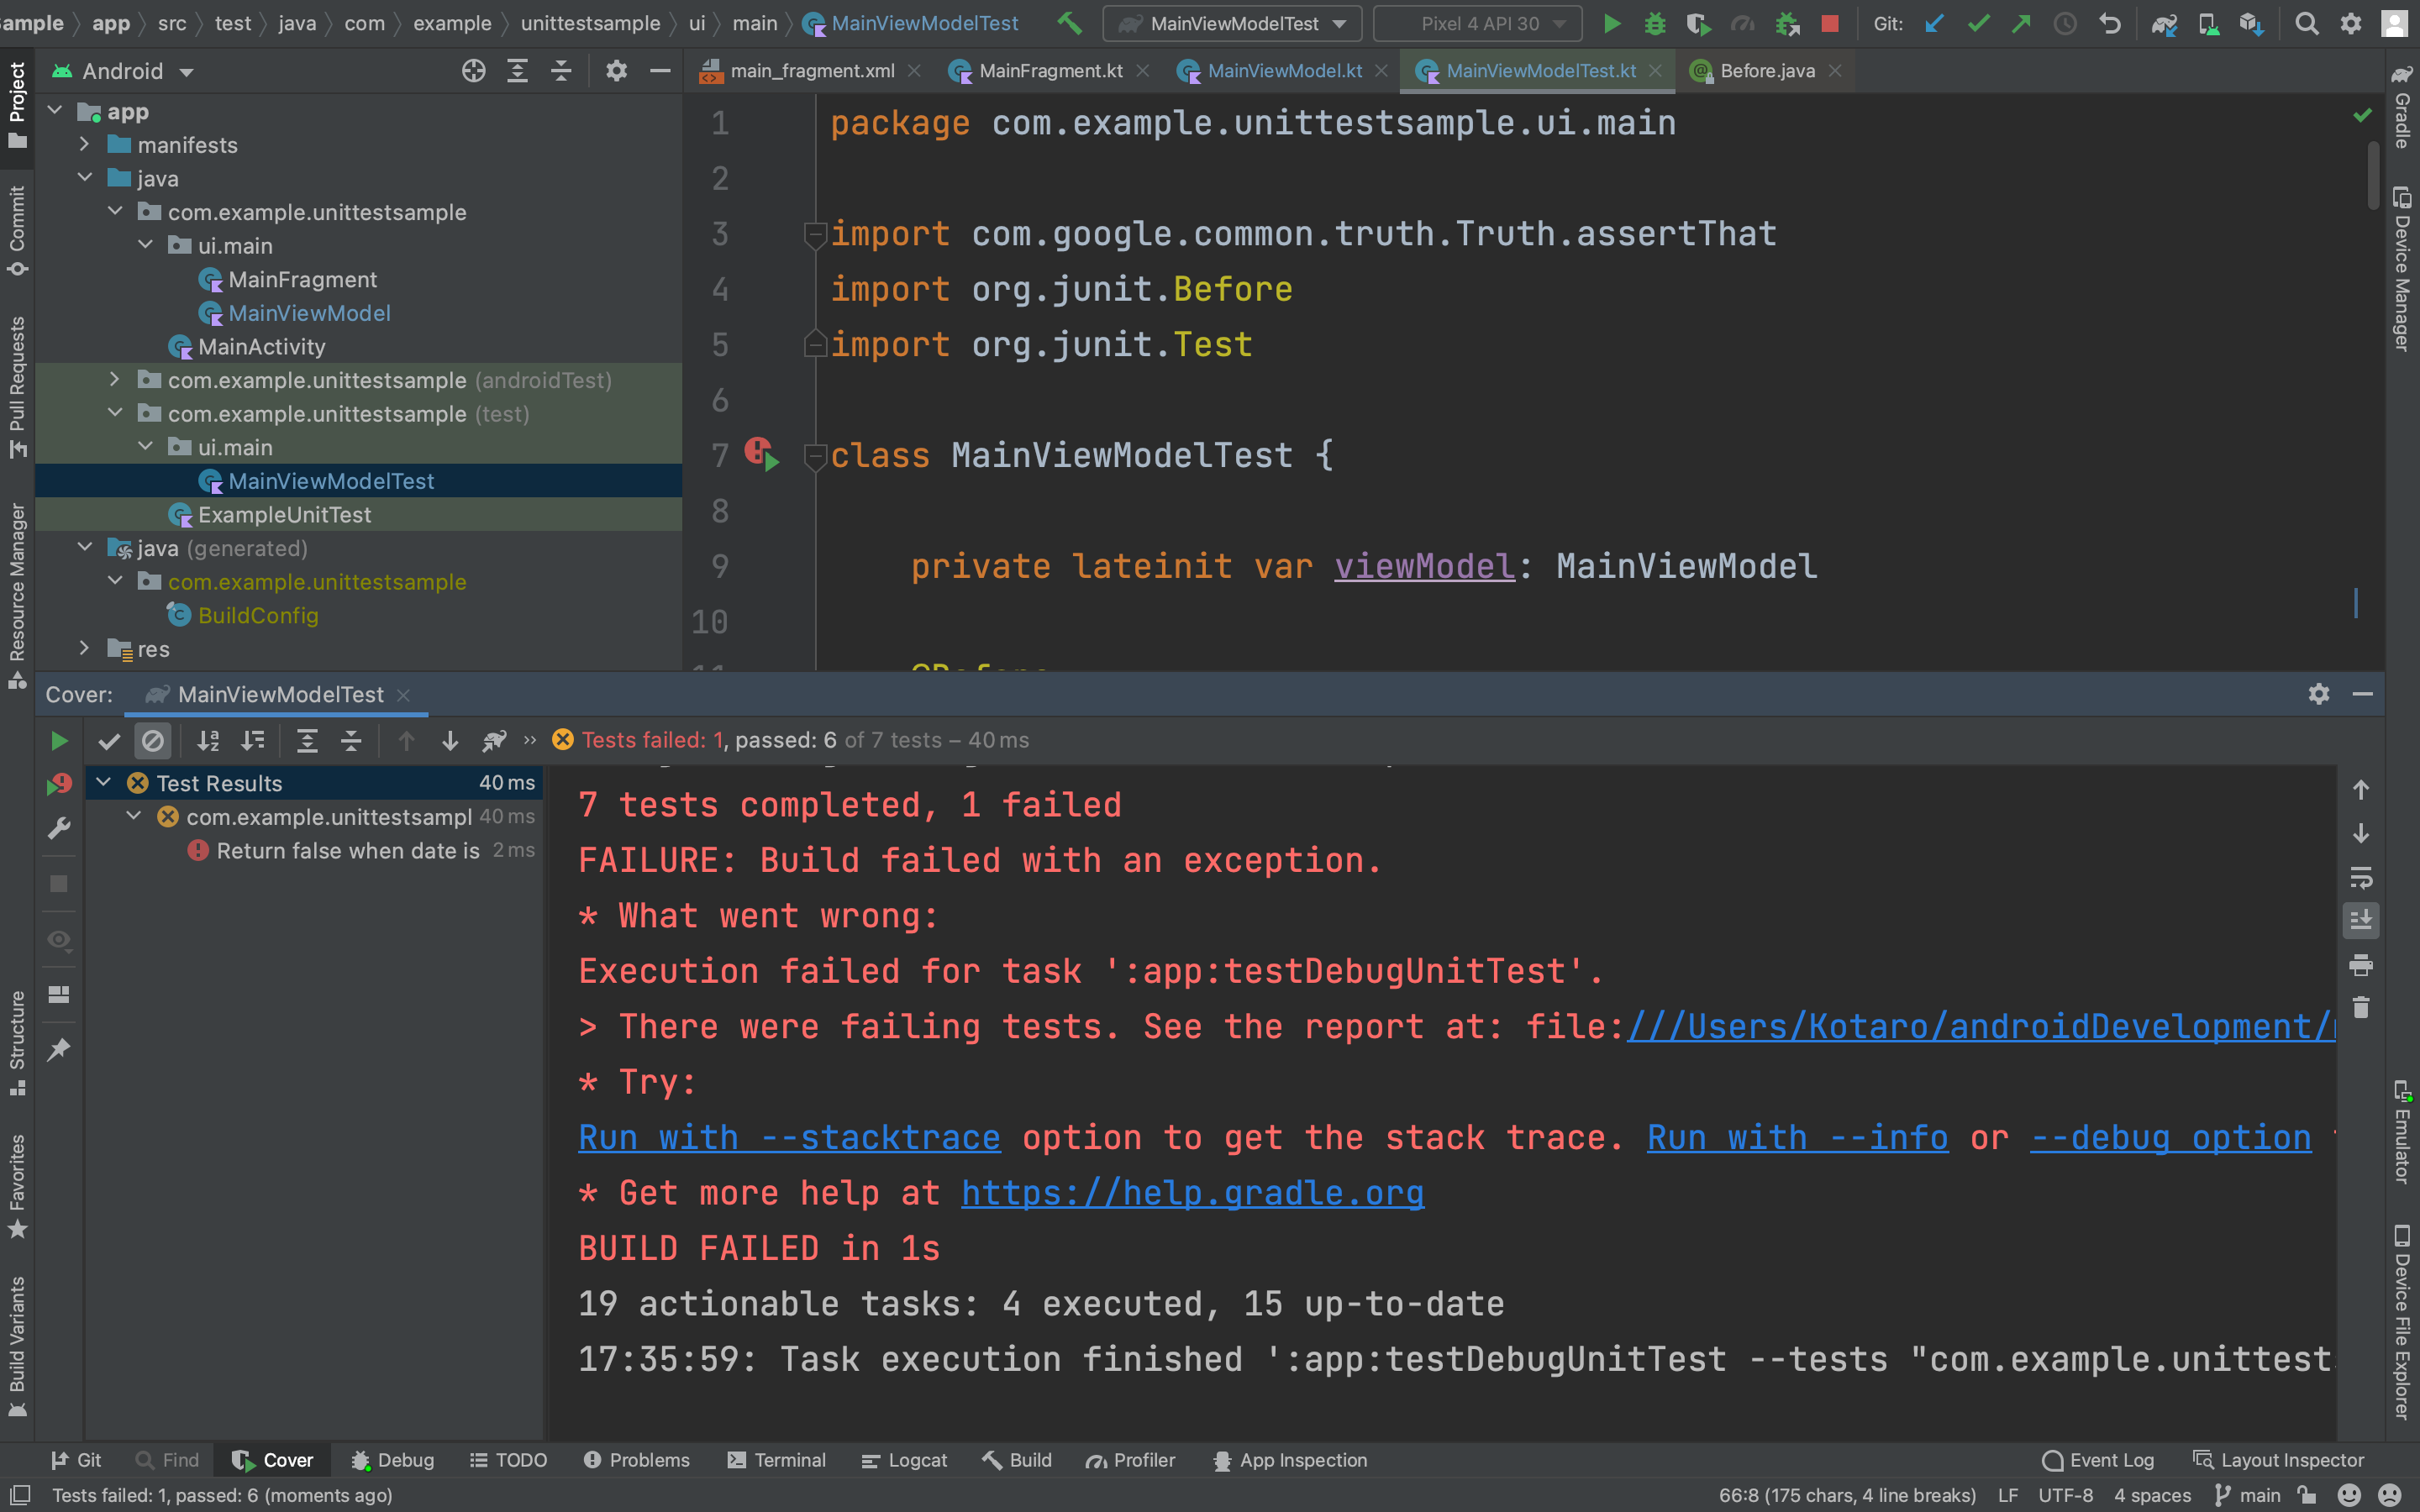 ample
app
src
test
java
com
example
unittestsample
ui
main
MainViewModelTest
MainViewModelTest
Pixel 4 API 30
Git:
Android
main_fragment.xml
MainFragment.kt
MainViewModel.kt
MainViewModelTest.kt
Before.java
Project
Commit
Pull Requests
Resource Manager
Structure
Favorites
Build Variants
app
manifests
java
com.example.unittestsample
ui.main
MainFragment
MainViewModel
MainActivity
com.example.unittestsample (androidTest)
com.example.unittestsample (test)
ui.main
MainViewModelTest
ExampleUnitTest
java (generated)
com.example.unittestsample
BuildConfig
res
1 package com.example.unittestsample.ui.main
2
3 import com.google.common.truth.Truth.assertThat
4 import org.junit.Before
5 import org.junit.Test
6
7 class MainViewModelTest {
8
9 private lateinit var viewModel: MainViewModel
10
Gradle
Device Manager
Emulator
Device File Explorer
Cover:
MainViewModelTest
Tests failed: 1, passed: 6 of 7 tests – 40 ms
Test Results 40 ms
com.example.unittestsampl 40 ms
Return false when date is 2 ms
7 tests completed, 1 failed
FAILURE: Build failed with an exception.
* What went wrong:
Execution failed for task ':app:testDebugUnitTest'.
> There were failing tests. See the report at: file:///Users/Kotaro/androidDevelopment/
* Try:
Run with --stacktrace option to get the stack trace. Run with --info or --debug option
* Get more help at https://help.gradle.org
BUILD FAILED in 1s
19 actionable tasks: 4 executed, 15 up-to-date
17:35:59: Task execution finished ':app:testDebugUnitTest --tests "com.example.unittest
Git
Find
Cover
Debug
TODO
Problems
Terminal
Logcat
Build
Profiler
App Inspection
Event Log
Layout Inspector
Tests failed: 1, passed: 6 (moments ago)
66:8 (175 chars, 4 line breaks)
LF
UTF-8
4 spaces
main